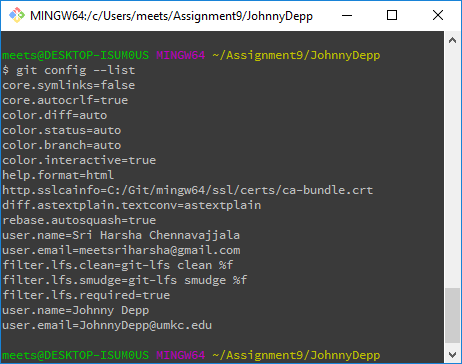 MINGW64:/c/Users/meets/Assignment9/JohnnyDepp
meets@DESKTOP-ISUM0US MINGW64 ~/Assignment9/JohnnyDepp
$ git config --list
core.symlinks=false
core.autocrlf=true
color.diff=auto
color.status=auto
color.branch=auto
color.interactive=true
help.format=html
http.sslcainfo=C:/Git/mingw64/ssl/certs/ca-bundle.crt
diff.astextplain.textconv=astextplain
rebase.autosquash=true
user.name=Sri Harsha Chennavajjala
user.email=meetsriharsha@gmail.com
filter.lfs.clean=git-lfs clean %f
filter.lfs.smudge=git-lfs smudge %f
filter.lfs.required=true
user.name=Johnny Depp
user.email=JohnnyDepp@umkc.edu
meets@DESKTOP-ISUM0US MINGW64 ~/Assignment9/JohnnyDepp